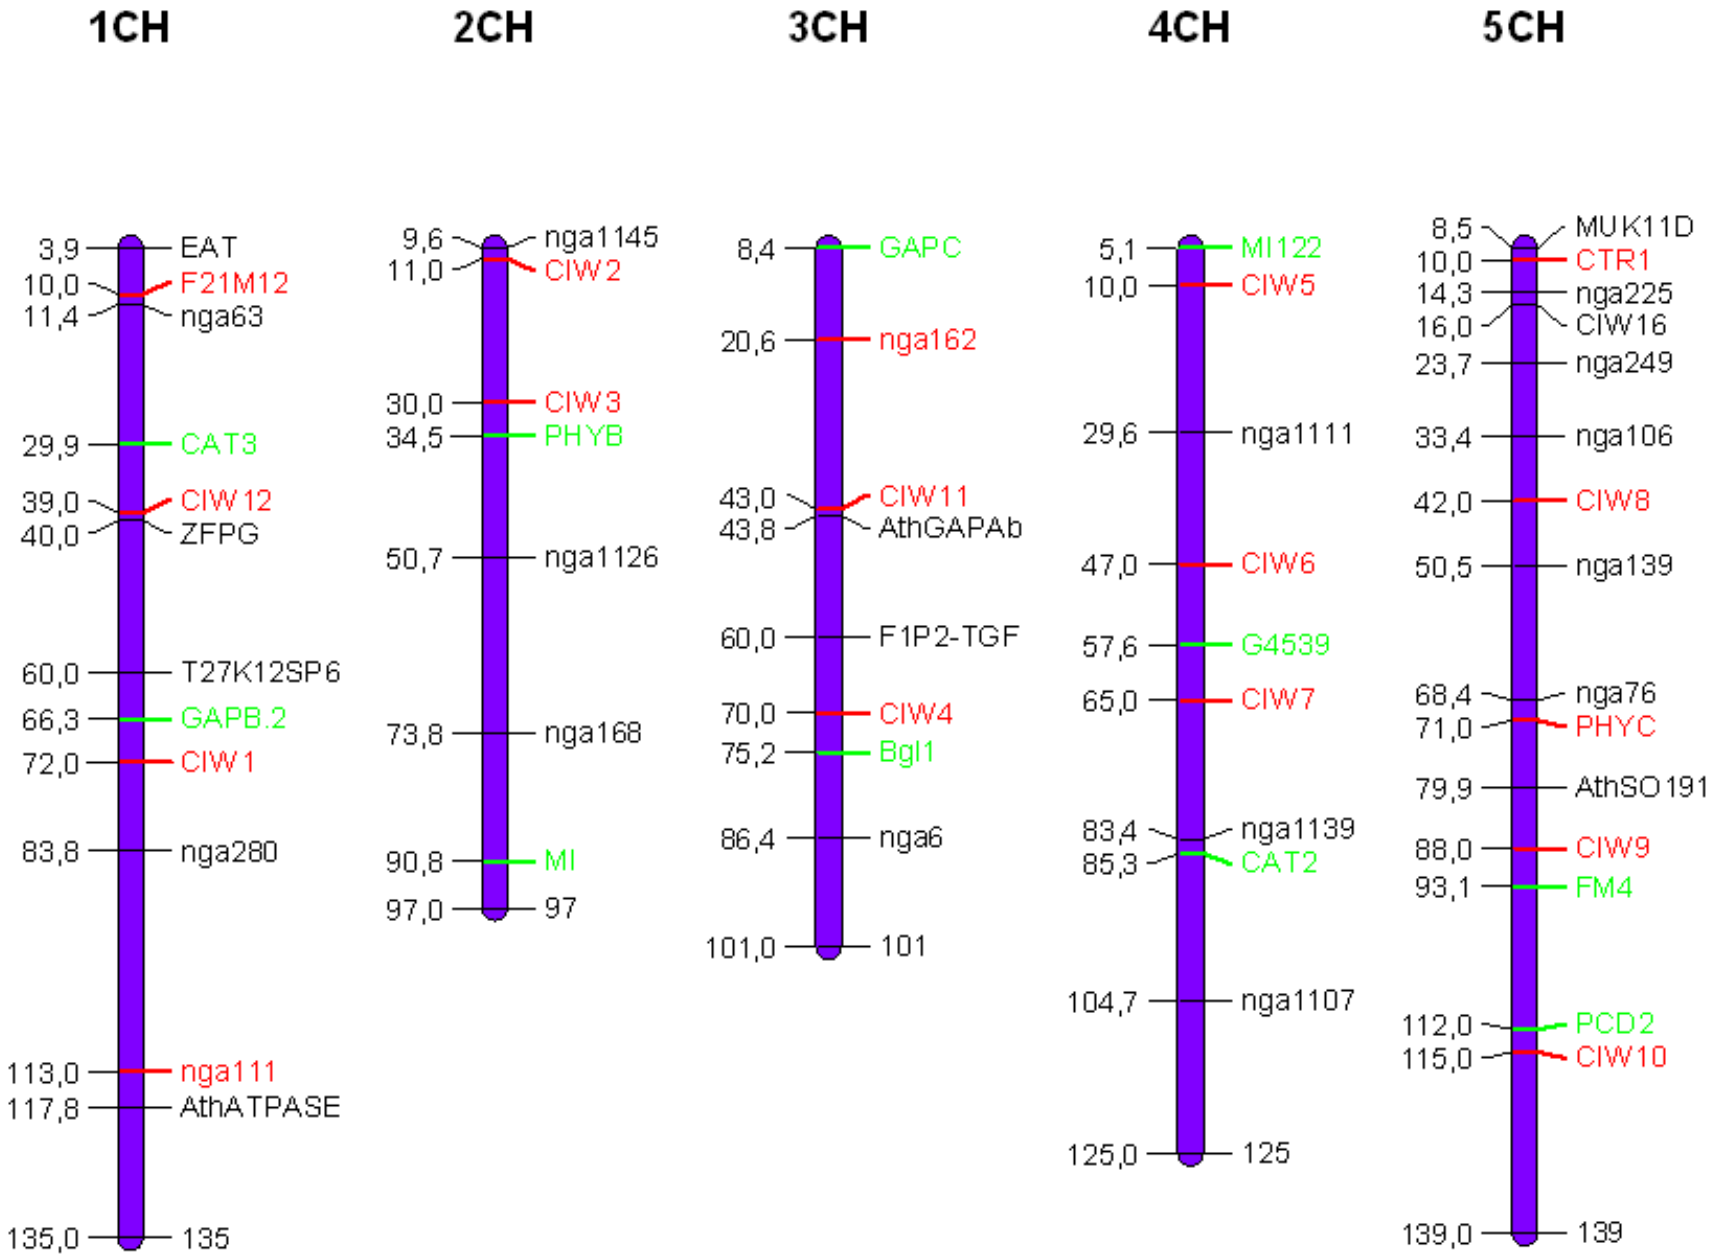 1CH
3,9 EAT
10,0 F21M12
11,4 nga63
29,9 CAT3
39,0 CIW12
40,0 ZFPG
60,0 T27K12SP6
66,3 GAPB.2
72,0 CIW1
83,8 nga280
113,0 nga111
117,8 AthATPASE
135,0 135
2CH
9,6 nga1145
11,0 CIW2
30,0 CIW3
34,5 PHYB
50,7 nga1126
73,8 nga168
90,8 MI
97,0 97
3CH
8,4 GAPC
20,6 nga162
43,0 CIW11
43,8 AthGAPAb
60,0 F1P2-TGF
70,0 CIW4
75,2 Bgl1
86,4 nga6
101,0 101
4CH
5,1 MI122
10,0 CIW5
29,6 nga1111
47,0 CIW6
57,6 G4539
65,0 CIW7
83,4 nga1139
85,3 CAT2
104,7 nga1107
125,0 125
5CH
8,5 MUK11D
10,0 CTR1
14,3 nga225
16,0 CIW16
23,7 nga249
33,4 nga106
42,0 CIW8
50,5 nga139
68,4 nga76
71,0 PHYC
79,9 AthSO191
88,0 CIW9
93,1 FM4
112,0 PCD2
115,0 CIW10
139,0 139